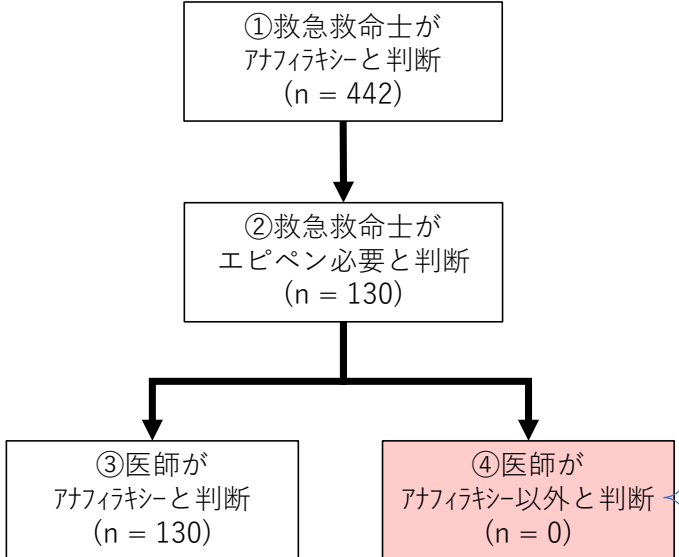 ①救急救命士が
アナフィラキシーと判断
(n = 442)
②救急救命士が
エピペン必要と判断
(n = 130)
③医師が
アナフィラキシーと判断
(n = 130)
④医師が
アナフィラキシー以外と判断
(n = 0)